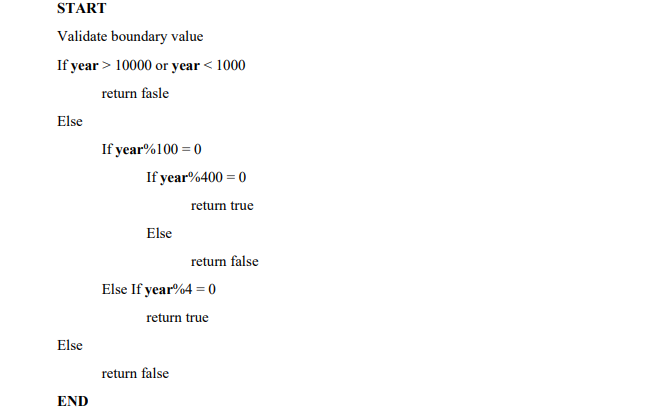 START
Validate boundary value
If year > 10000 or year < 1000
return fasle
Else
If year%100 = 0
If year%400 = 0
return true
Else
return false
Else If year%4 = 0
return true
Else
return false
END